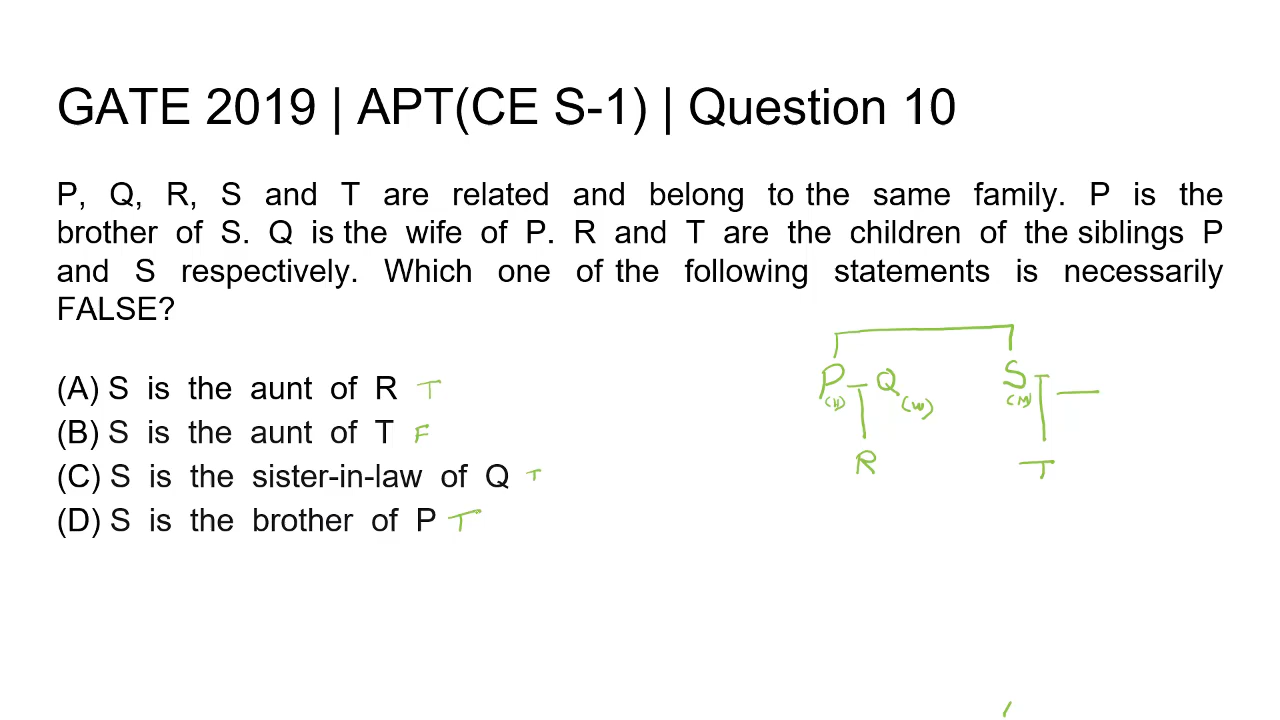 GATE 2019 | APT(CE S-1) | Question 10
P, Q, R, S and T are related and belong to the same family. P is the
brother of S. Q is the wife of P. R and T are the children of the siblings P
and S respectively. Which one of the following statements is necessarily
FALSE?
(A) S is the aunt of R T
(B) S is the aunt of T F
(C) S is the sister-in-law of Q T
(D) S is the brother of P T
P Q S
(W) (M)
R T